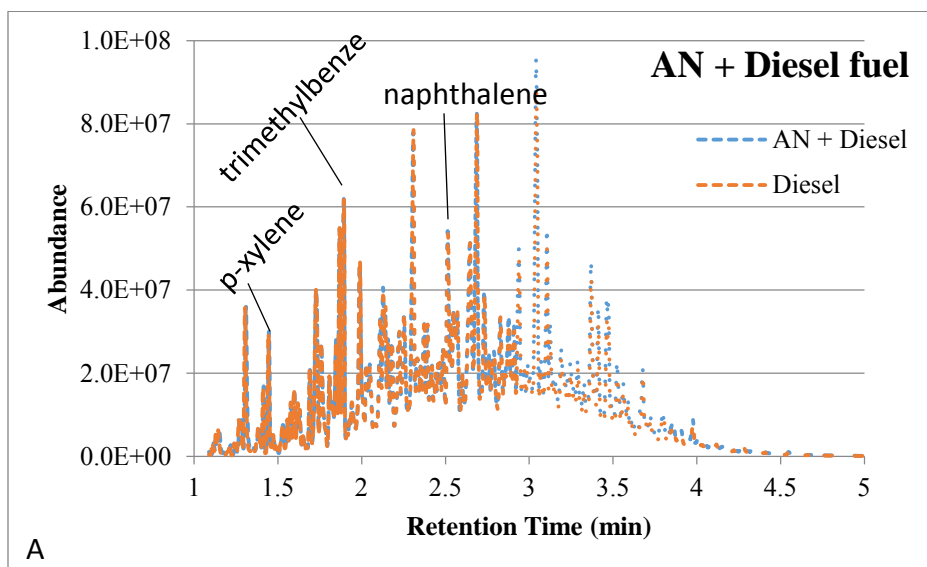 AN + Diesel fuel
1.0E+08
8.0E+07
6.0E+07
4.0E+07
2.0E+07
0.0E+00
Abundance
p-xylene
trimethylbenze
naphthalene
AN + Diesel
Diesel
1 1.5 2 2.5 3 3.5 4 4.5 5
Retention Time (min)
A